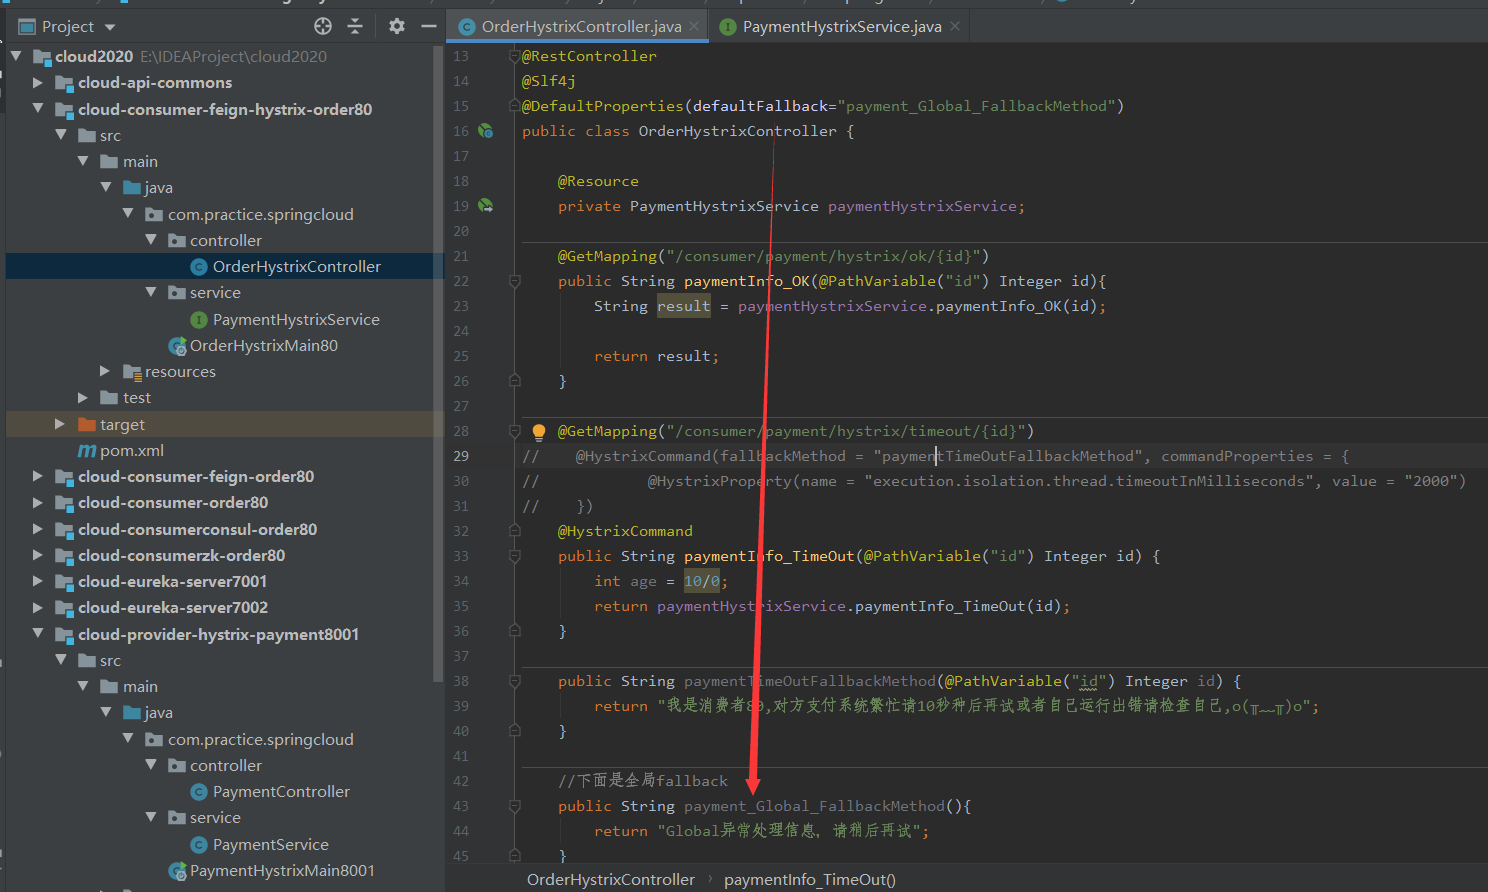 Project
OrderHystrixController.java
PaymentHystrixService.java
cloud2020 E:\IDEAProject\cloud2020
cloud-api-commons
cloud-consumer-feign-hystrix-order80
src
main
java
com.practice.springcloud
controller
OrderHystrixController
service
PaymentHystrixService
OrderHystrixMain80
resources
test
target
pom.xml
cloud-consumer-feign-order80
cloud-consumer-order80
cloud-consumerconsul-order80
cloud-consumerzk-order80
cloud-eureka-server7001
cloud-eureka-server7002
cloud-provider-hystrix-payment8001
src
main
java
com.practice.springcloud
controller
PaymentController
service
PaymentService
PaymentHystrixMain8001
13 @RestController
14 @Slf4j
15 @DefaultProperties(defaultFallback="payment_Global_FallbackMethod")
16 public class OrderHystrixController {
17
18 @Resource
19 private PaymentHystrixService paymentHystrixService;
20
21 @GetMapping("/consumer/payment/hystrix/ok/{id}")
22 public String paymentInfo_OK(@PathVariable("id") Integer id){
23 String result = paymentHystrixService.paymentInfo_OK(id);
24
25 return result;
26 }
27
28 @GetMapping("/consumer/payment/hystrix/timeout/{id}")
29 // @HystrixCommand(fallbackMethod = "paymentTimeOutFallbackMethod", commandProperties = {
30 // @HystrixProperty(name = "execution.isolation.thread.timeoutInMilliseconds", value = "2000")
31 // })
32 @HystrixCommand
33 public String paymentInfo_TimeOut(@PathVariable("id") Integer id) {
34 int age = 10/0;
35 return paymentHystrixService.paymentInfo_TimeOut(id);
36 }
37
38 public String paymentTimeOutFallbackMethod(@PathVariable("id") Integer id) {
39 return "我是消费者80,对方支付系统繁忙请10秒种后再试或者自己运行出错请检查自己,o(╥﹏╥)o";
40 }
41
42 //下面是全局fallback
43 public String payment_Global_FallbackMethod(){
44 return "Global异常处理信息，请稍后再试";
45 }
OrderHystrixController › paymentInfo_TimeOut()